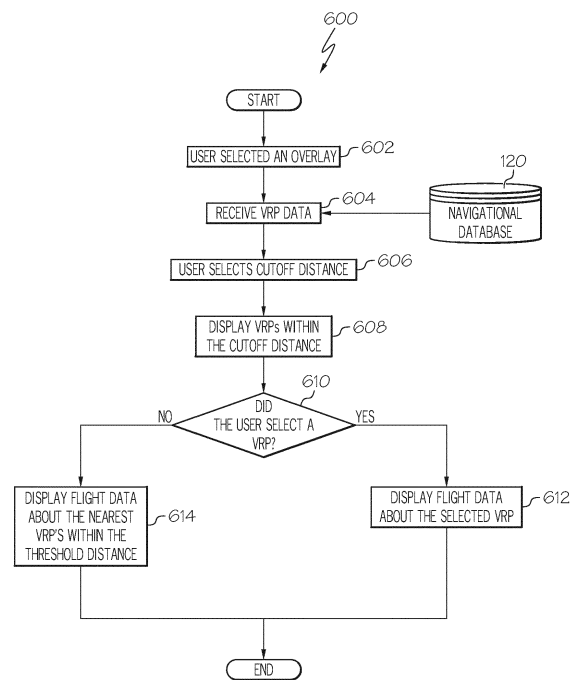 600
START
USER SELECTED AN OVERLAY
602
120
RECEIVE VRP DATA
604
NAVIGATIONAL
DATABASE
USER SELECTS CUTOFF DISTANCE
606
DISPLAY VRPs WITHIN
THE CUTOFF DISTANCE
608
610
DID
THE USER SELECT A
VRP?
NO
YES
DISPLAY FLIGHT DATA
ABOUT THE NEAREST
VRP'S WITHIN THE
THRESHOLD DISTANCE
614
DISPLAY FLIGHT DATA
ABOUT THE SELECTED VRP
612
END